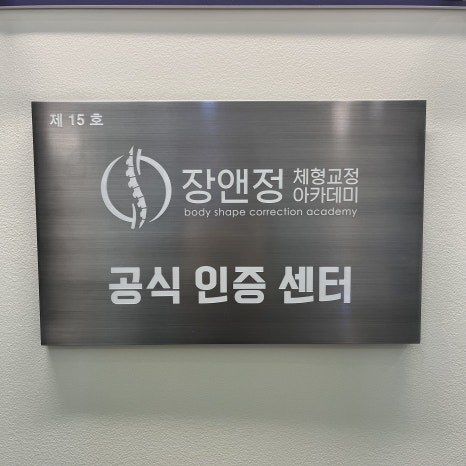 제 15 호
장앤정 체형교정
아카데미
body shape correction academy
공식 인증 센터